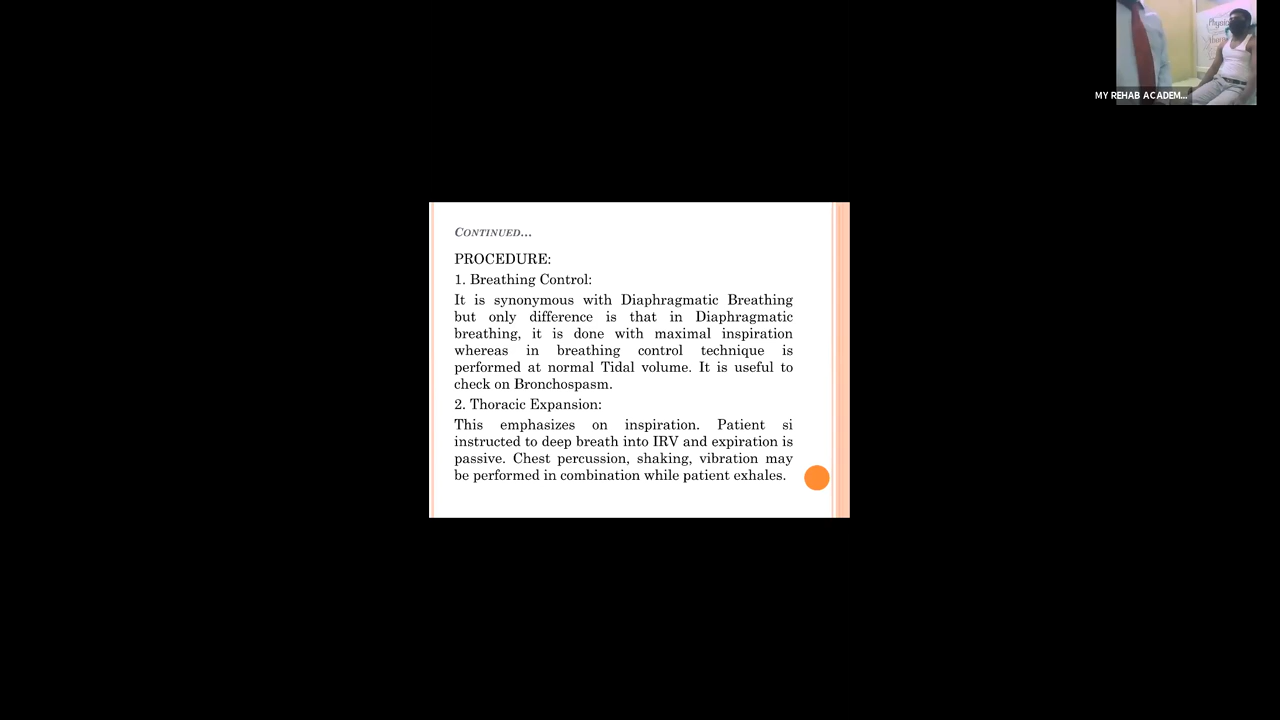 MY REHAB ACADEM...
CONTINUED...
PROCEDURE:
1. Breathing Control:
It is synonymous with Diaphragmatic Breathing
but only difference is that in Diaphragmatic
breathing, it is done with maximal inspiration
whereas in breathing control technique is
performed at normal Tidal volume. It is useful to
check on Bronchospasm.
2. Thoracic Expansion:
This emphasizes on inspiration. Patient si
instructed to deep breath into IRV and expiration is
passive. Chest percussion, shaking, vibration may
be performed in combination while patient exhales.